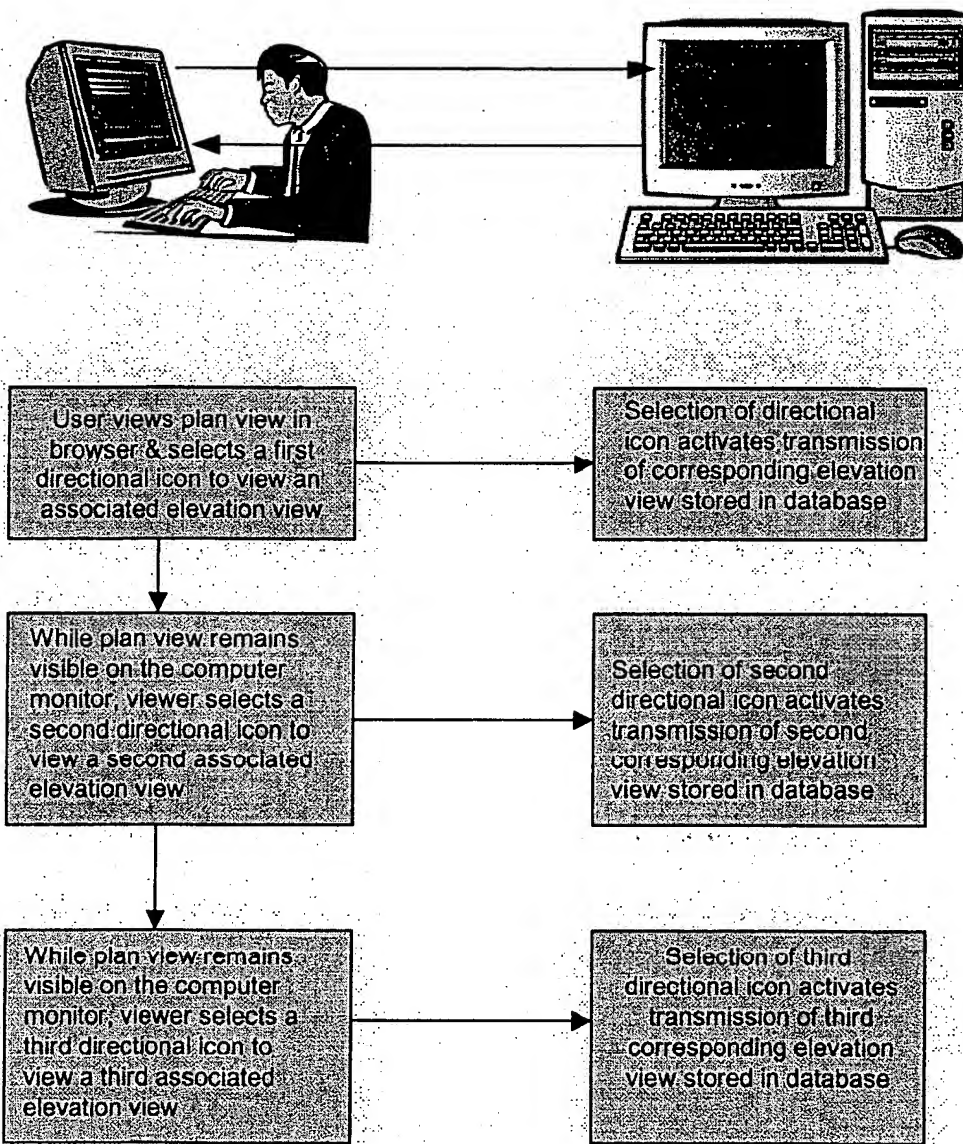 User views plan view in
browser & selects a first
directional icon to view an
associated elevation view
Selection of directional
icon activates transmission
of corresponding elevation
view stored in database
While plan view remains
visible on the computer
monitor, viewer selects a
second directional icon to
view a second associated
elevation view
Selection of second
directional icon activates
transmission of second
corresponding elevation
view stored in database
While plan view remains
visible on the computer
monitor, viewer selects a
third directional icon to
view a third associated
elevation view
Selection of third
directional icon activates
transmission of third
corresponding elevation
view stored in database